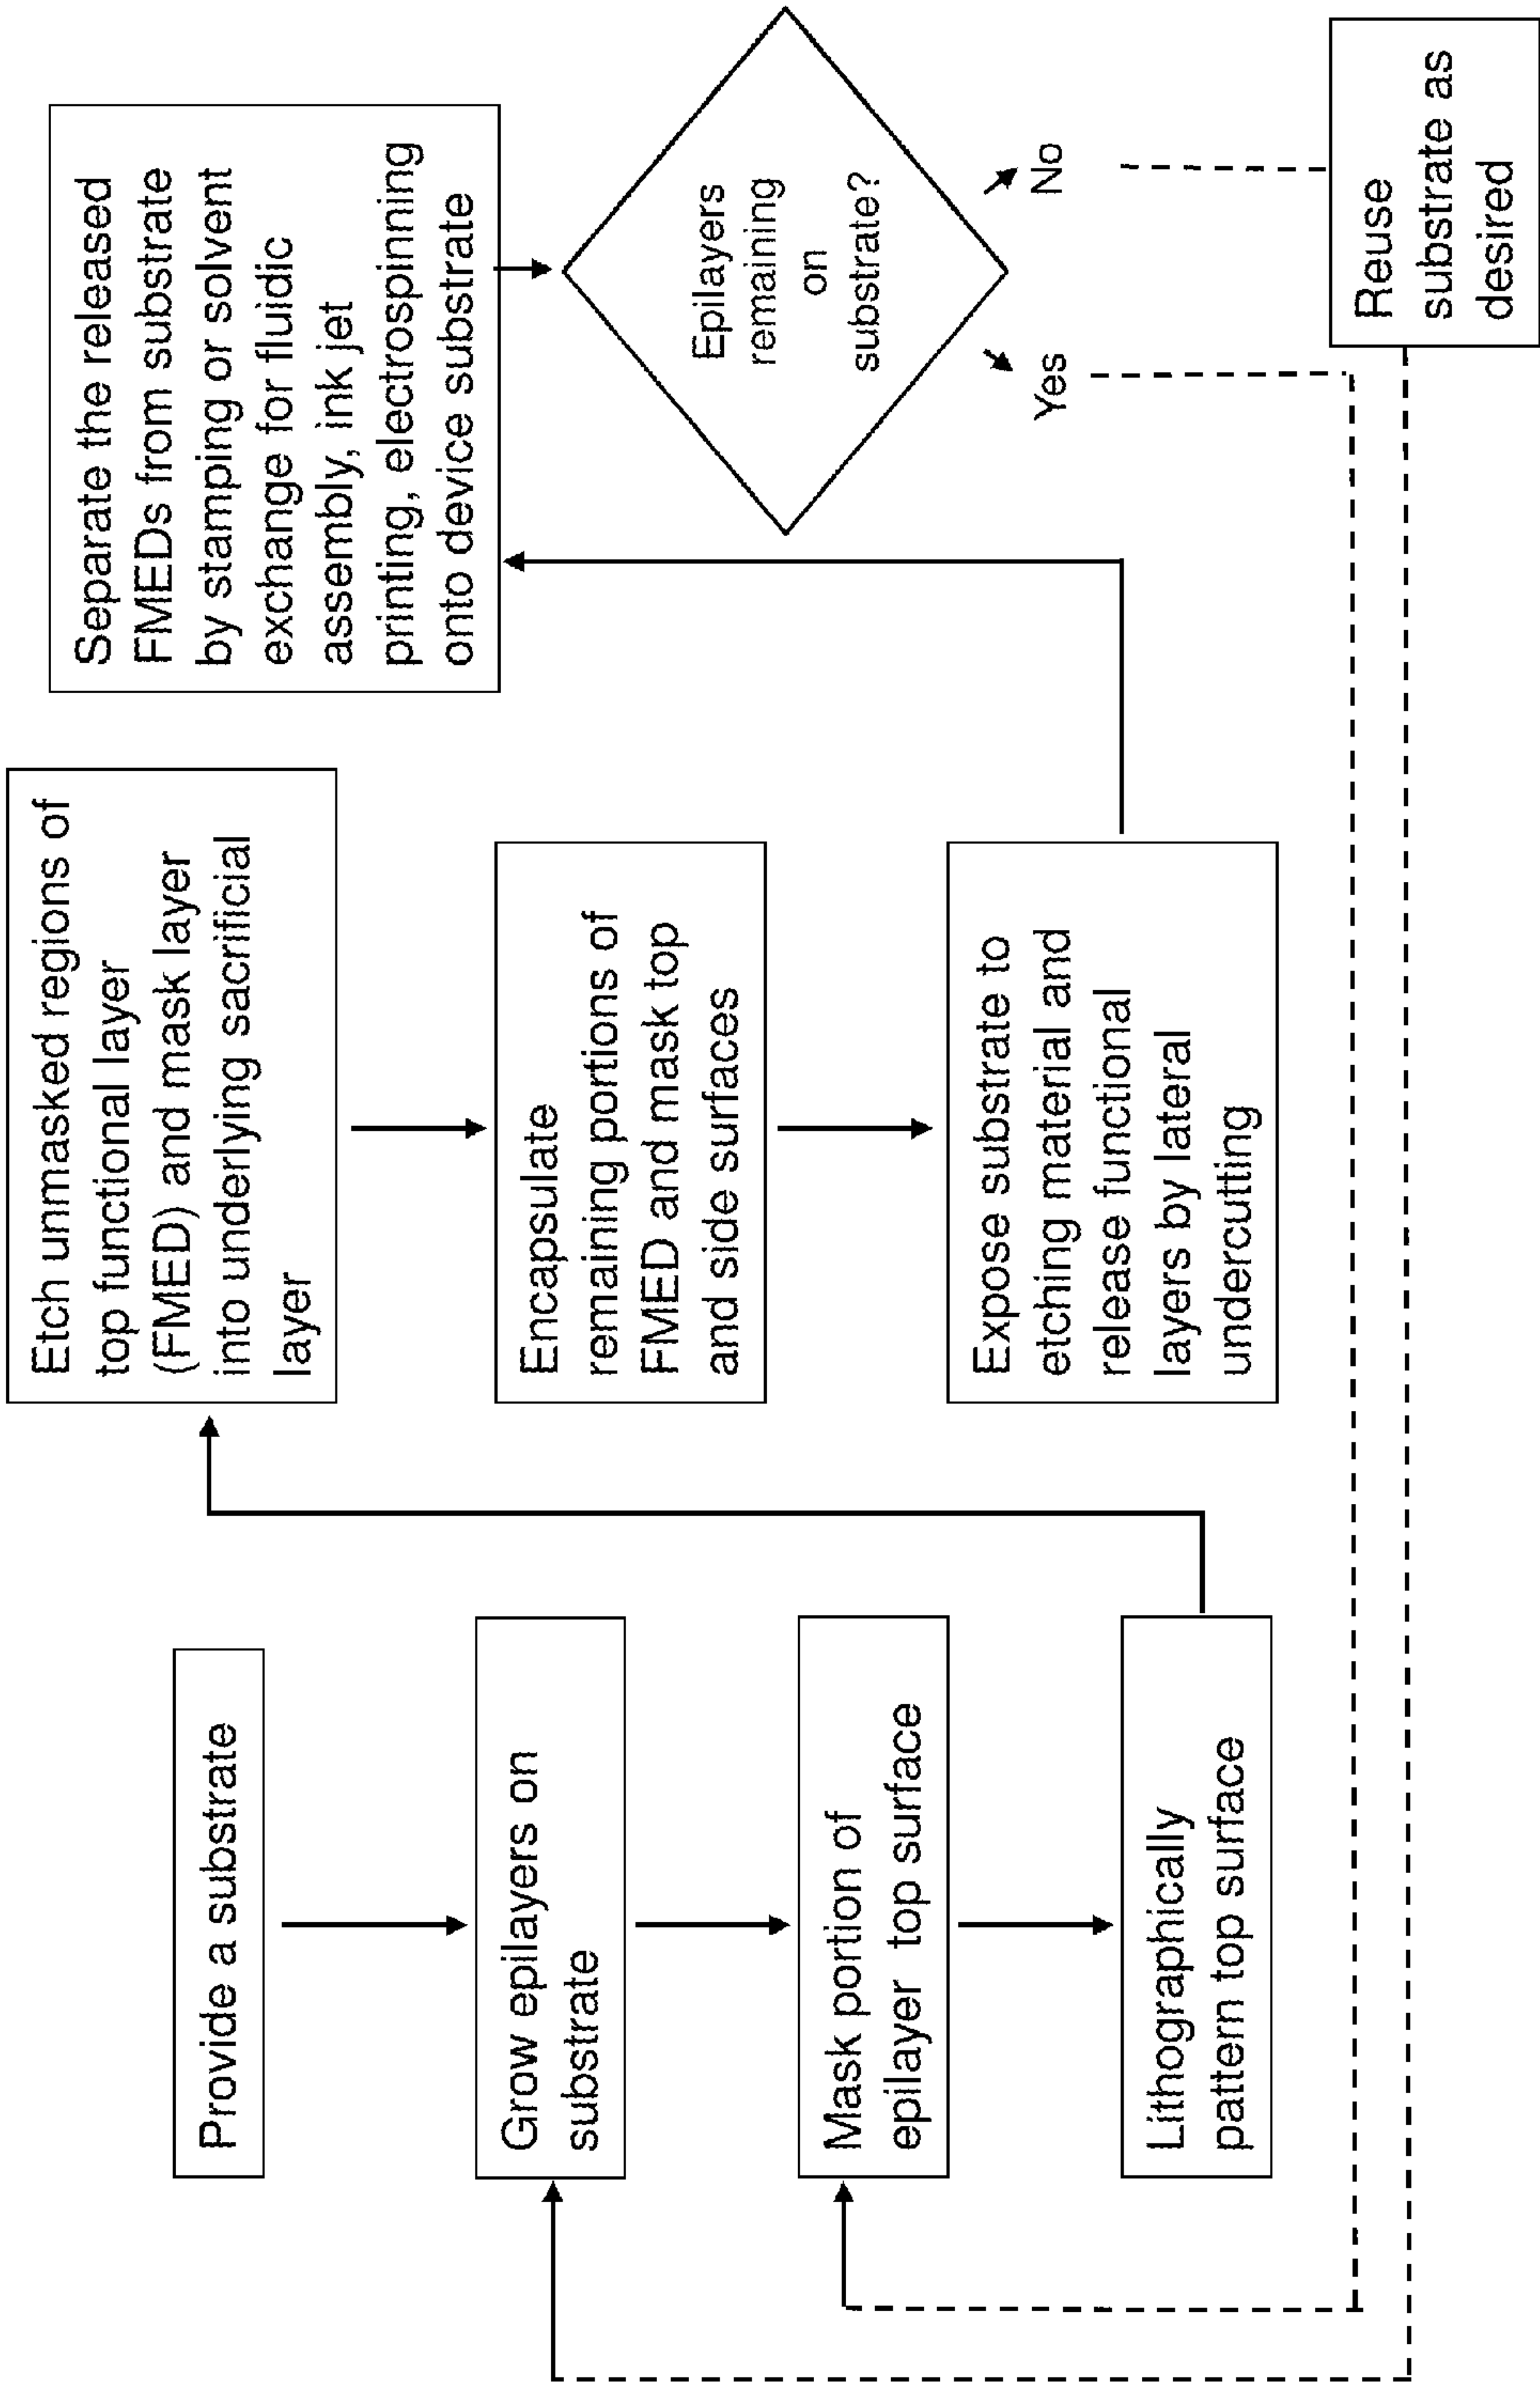 Provide a substrate
Grow epilayers on
substrate
Mask portion of
epilayer top surface
Lithographically
pattern top surface
Etch unmasked regions of
top functional layer
(FMED) and mask layer
into underlying sacrificial
layer
Encapsulate
remaining portions of
FMED and mask top
and side surfaces
Expose substrate to
etching material and
release functional
layers by lateral
undercutting
Separate the released
FMEDs from substrate
by stamping or solvent
exchange for fluidic
assembly, ink jet
printing, electrospinning
onto device substrate
Epilayers
remaining
on
substrate?
Yes
No
Reuse
substrate as
desired